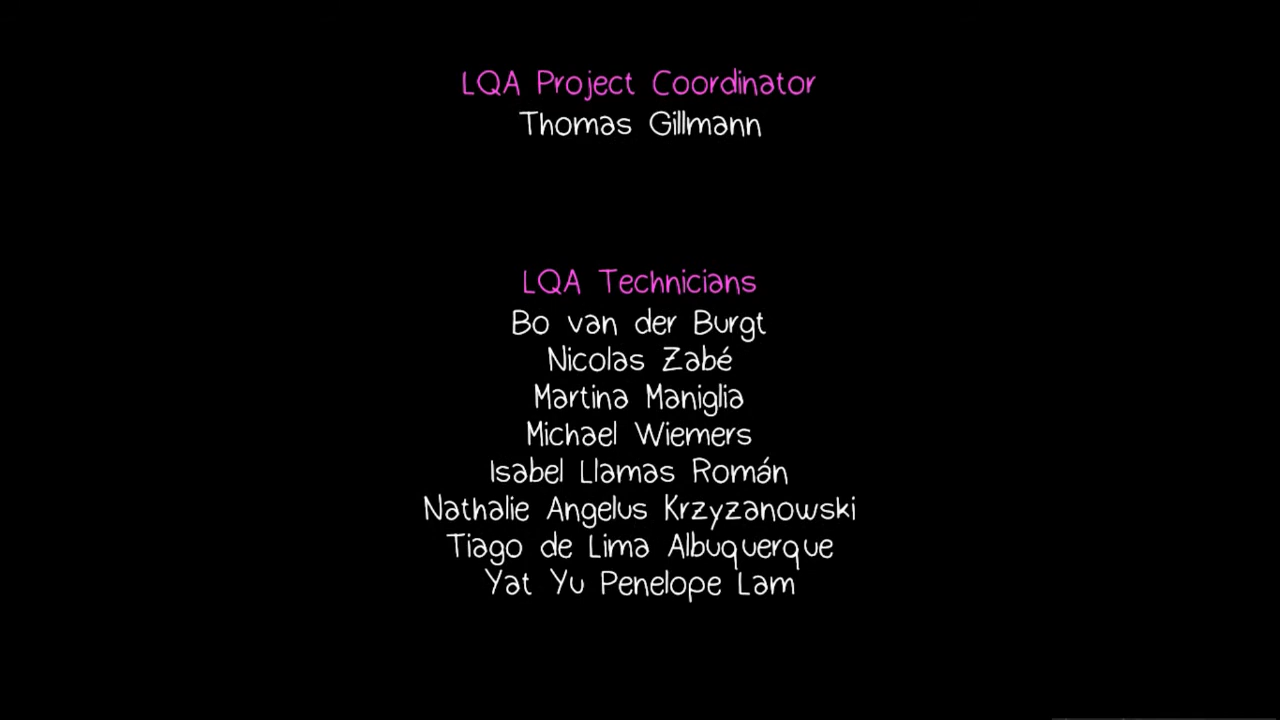 LQA Project Coordinator
Thomas Gillmann
LQA Technicians
Bo van der Burgt
Nicolas Zabé
Martina Maniglia
Michael Wiemers
Isabel Llamas Román
Nathalie Angelus Krzyzanowski
Tiago de Lima Albuquerque
Yat Yu Penelope Lam